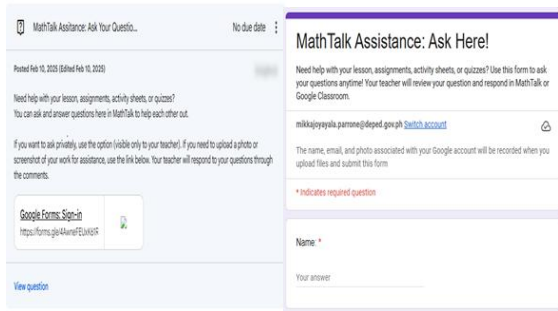 MathTalk Assitance: Ask Your Questio...
No due date
Posted Feb 10, 2025 (Edited Feb 10, 2025)
Need help with your lesson, assignments, activity sheets, or quizzes?
You can ask and answer questions here in MathTalk to help each other out.
If you want to ask privately, use the option (visible only to your teacher). If you need to upload a photo or
screenshot of your work for assistance, use the link below. Your teacher will respond to your questions through
the comments.
Google Forms: Sign-in
View question
MathTalk Assistance: Ask Here!
Need help with your lesson, assignments, activity sheets, or quizzes? Use this form to ask
your questions anytime! Your teacher will review your question and respond in MathTalk or
Google Classroom.
mikkajoyayala.parrone@deped.gov.ph Switch account
The name, email, and photo associated with your Google account will be recorded when you
upload files and submit this form
* Indicates required question
Name: *
Your answer